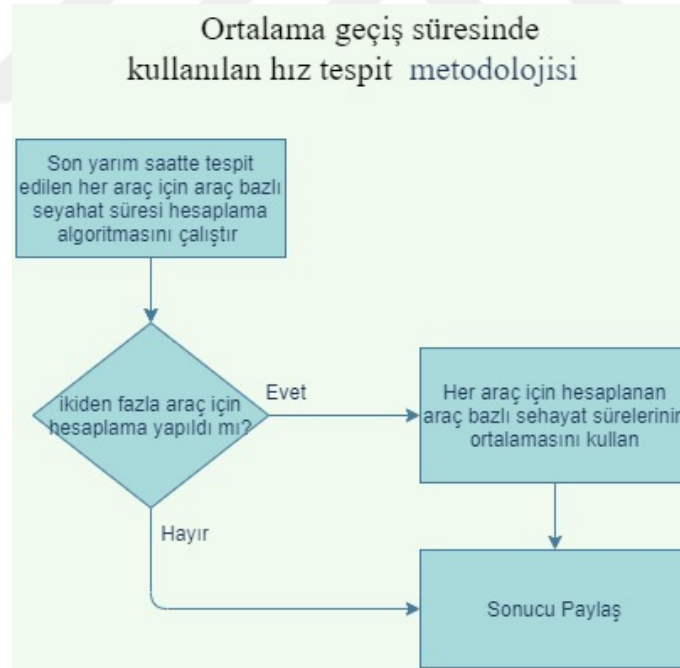 Ortalama geçiş süresinde
kullanılan hız tespit metodolojisi
Son yarım saatte tespit
edilen her araç için araç bazlı
seyahat süresi hesaplama
algoritmasını çalıştır
ikiden fazla araç için
hesaplama yapıldı mı?
Evet
Her araç için hesaplanan
araç bazlı sehayat sürelerinin
ortalamasını kullan
Hayır
Sonucu Paylaş